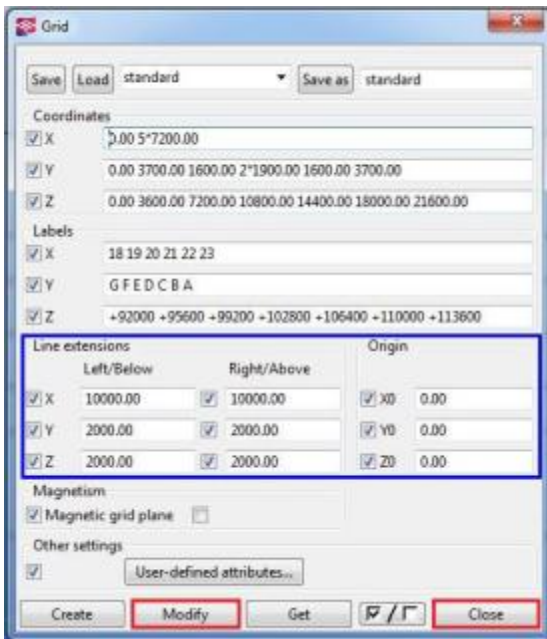 Grid
Save Load standard Save as standard
Coordinates
X 0.00 5*7200.00
Y 0.00 3700.00 1600.00 2*1900.00 1600.00 3700.00
Z 0.00 3600.00 7200.00 10800.00 14400.00 18000.00 21600.00
Labels
X 18 19 20 21 22 23
Y G F E D C B A
Z +92000 +95600 +99200 +102800 +106400 +110000 +113600
Line extensions Origin
Left/Below Right/Above
X 10000.00 10000.00 X0 0.00
Y 2000.00 2000.00 Y0 0.00
Z 2000.00 2000.00 Z0 0.00
Magnetism
Magnetic grid plane
Other settings
User-defined attributes...
Create Modify Get / Close